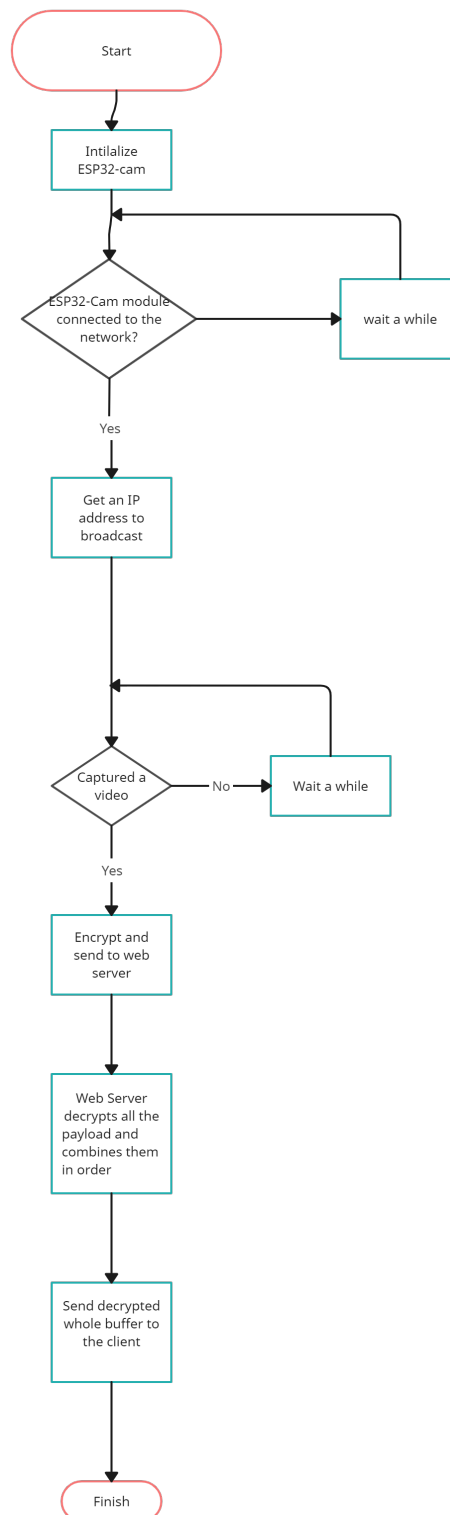 Start
Intilalize
ESP32-cam
ESP32-Cam module
connected to the
network?
wait a while
Yes
Get an IP
address to
broadcast
Captured a
video
No
Wait a while
Yes
Encrypt and
send to web
server
Web Server
decrypts all the
payload and
combines them
in order
Send decrypted
whole buffer to
the client
Finish